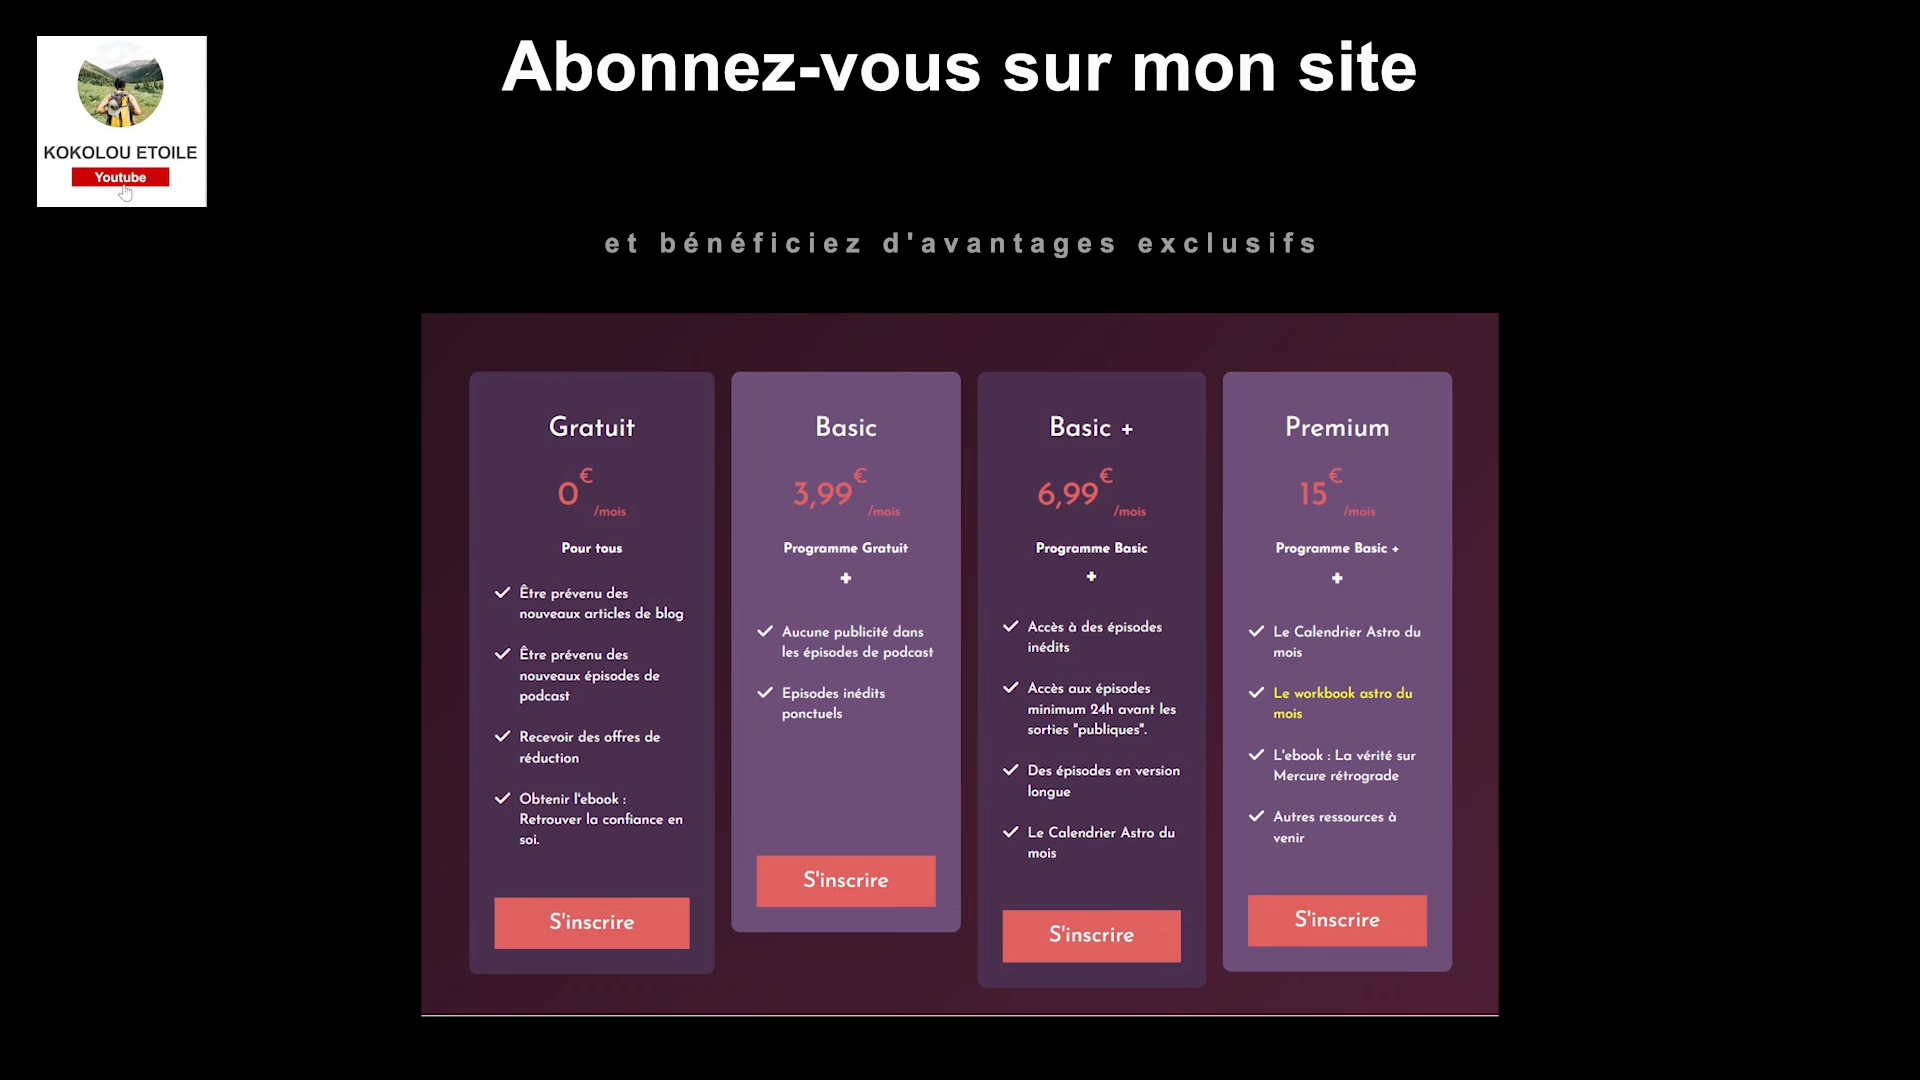 Abonnez-vous sur mon site
KOKOLOU ETOILE
Youtube
et bénéficiez d'avantages exclusifs
Gratuit
0€
/mois
Pour tous
Être prévenu des
nouveaux articles de blog
Être prévenu des
nouveaux épisodes de
podcast
Recevoir des offres de
réduction
Obtenir l'ebook :
Retrouver la confiance en
soi.
S'inscrire
Basic
3,99€
/mois
Programme Gratuit
+
Aucune publicité dans
les épisodes de podcast
Episodes inédits
ponctuels
S'inscrire
Basic +
6,99€
/mois
Programme Basic
+
Accès à des épisodes
inédits
Accès aux épisodes
minimum 24h avant les
sorties "publiques".
Des épisodes en version
longue
Le Calendrier Astro du
mois
S'inscrire
Premium
15€
/mois
Programme Basic +
+
Le Calendrier Astro du
mois
Le workbook astro du
mois
L'ebook : La vérité sur
Mercure rétrograde
Autres ressources à
venir
S'inscrire